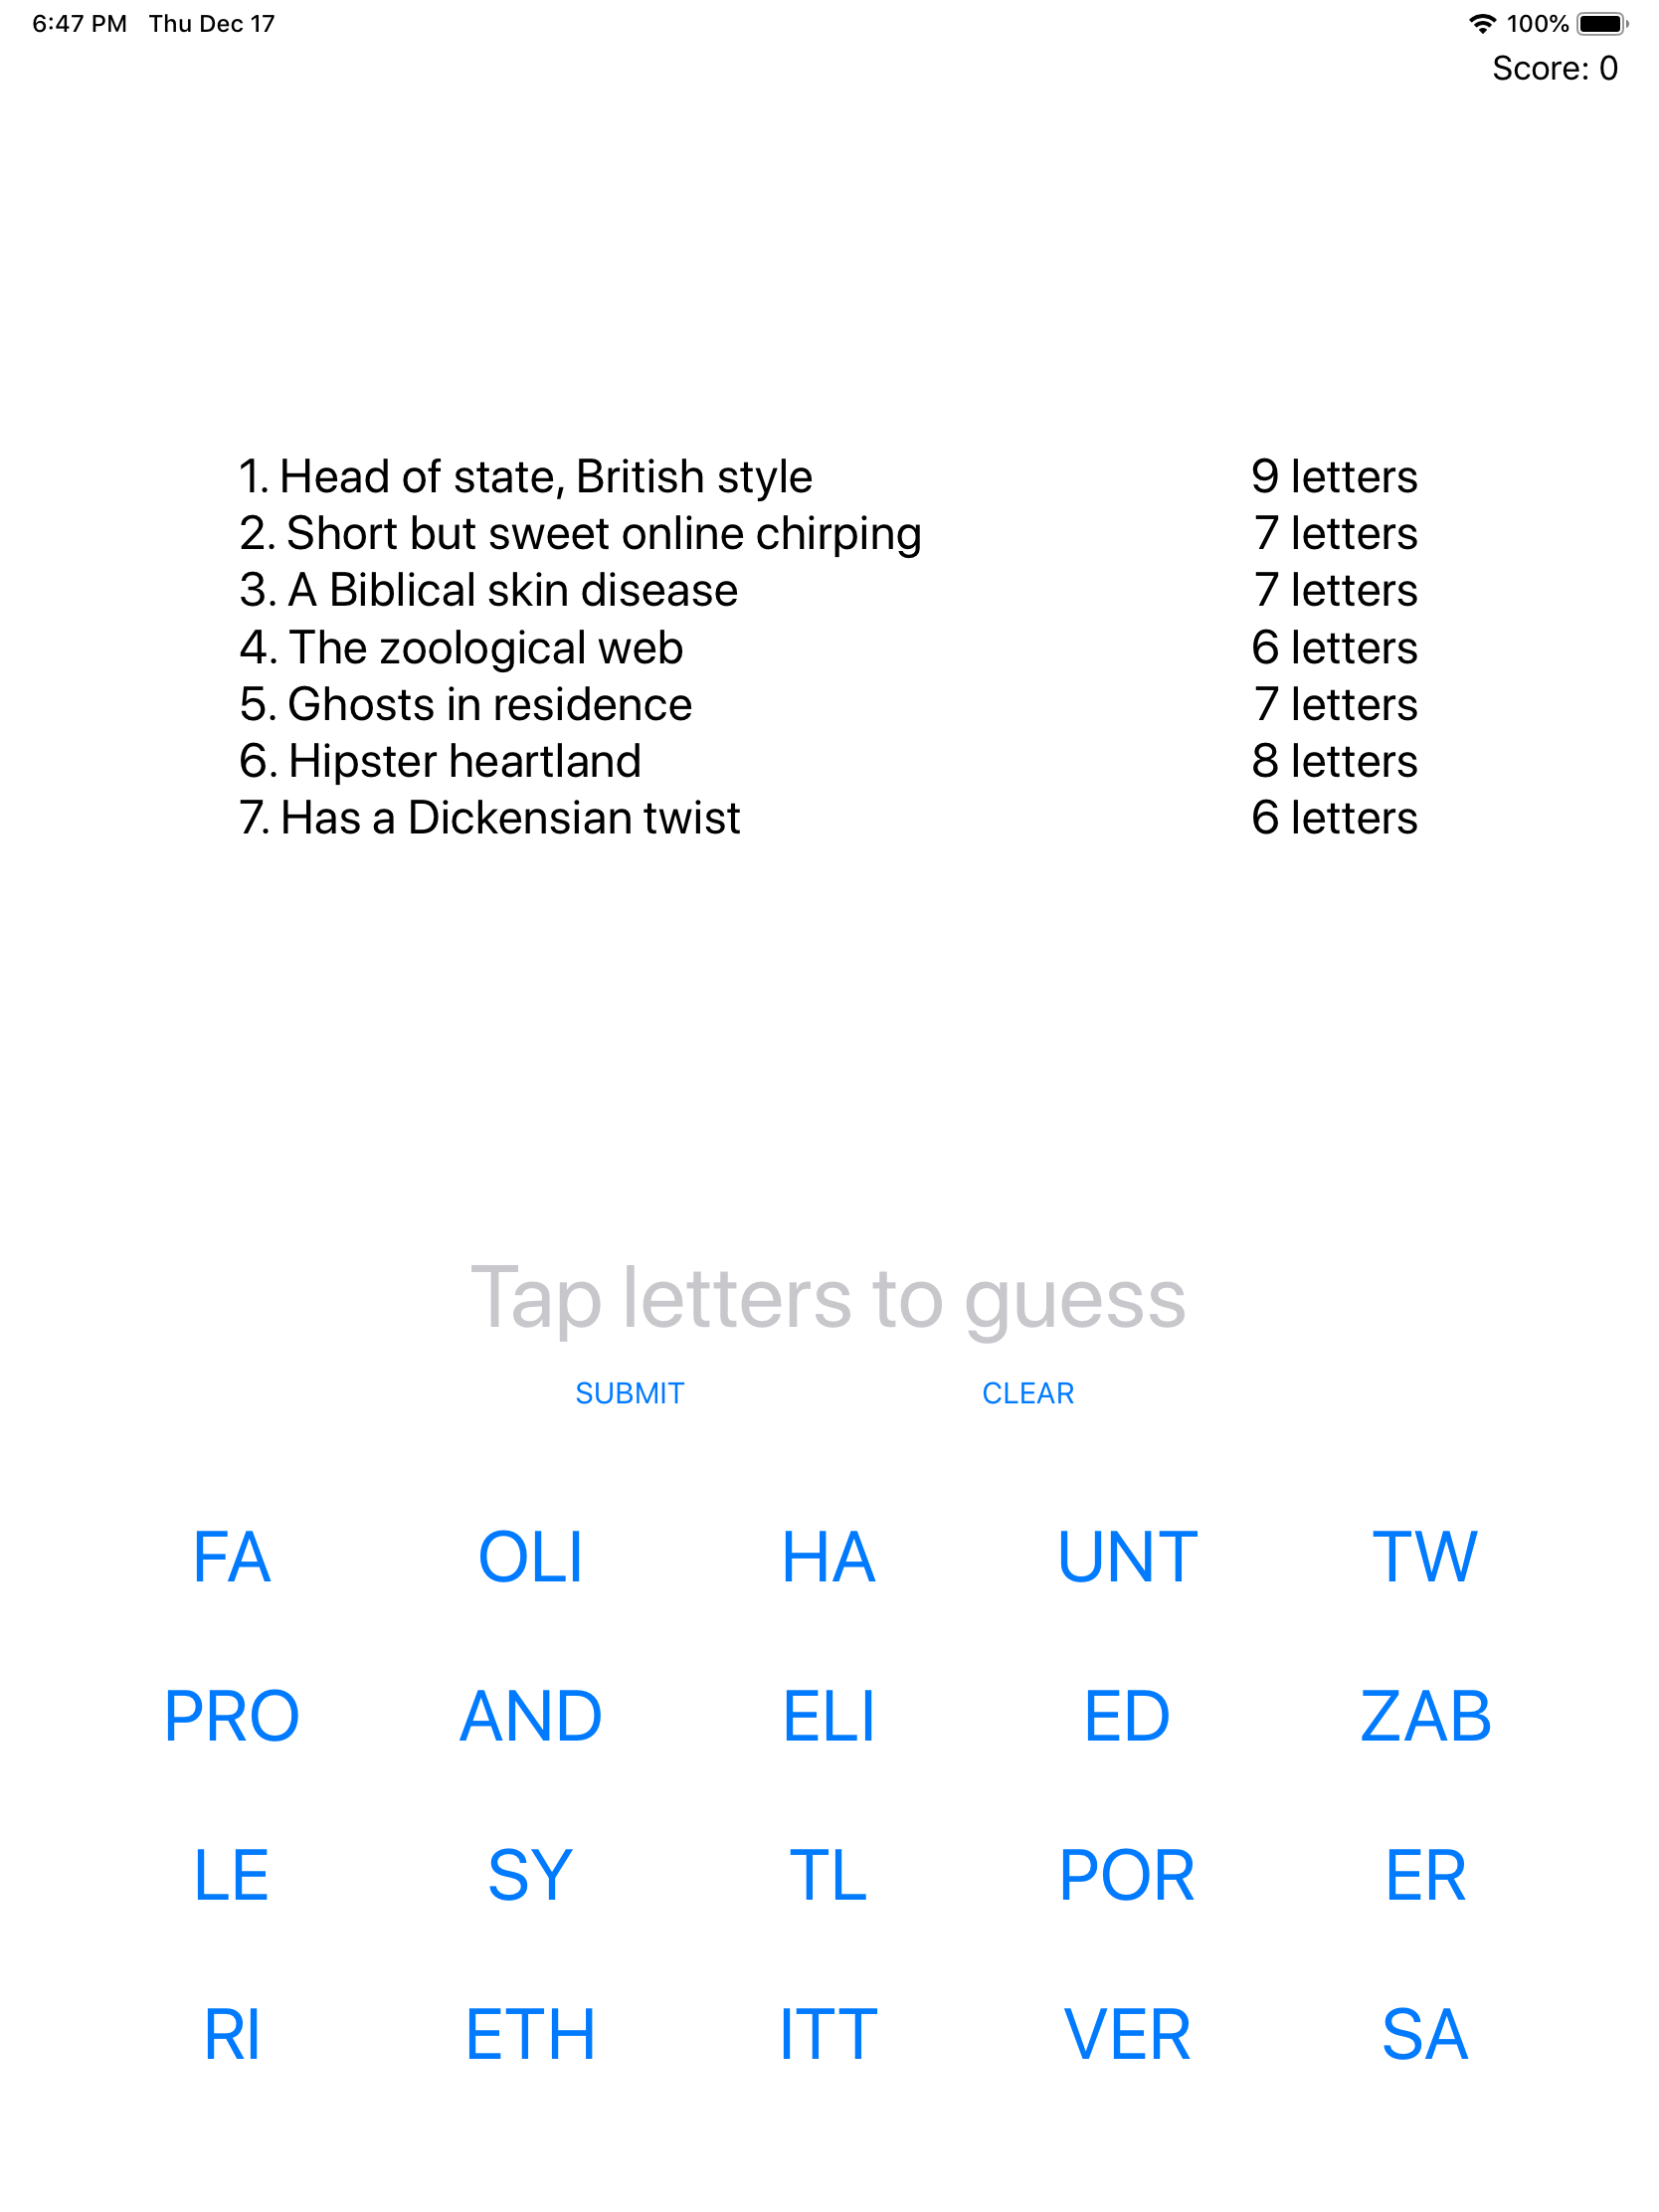 6:47 PM Thu Dec 17 100%
Score: 0
1. Head of state, British style 9 letters
2. Short but sweet online chirping 7 letters
3. A Biblical skin disease 7 letters
4. The zoological web 6 letters
5. Ghosts in residence 7 letters
6. Hipster heartland 8 letters
7. Has a Dickensian twist 6 letters
Tap letters to guess
SUBMIT CLEAR
FA OLI HA UNT TW
PRO AND ELI ED ZAB
LE SY TL POR ER
RI ETH ITT VER SA